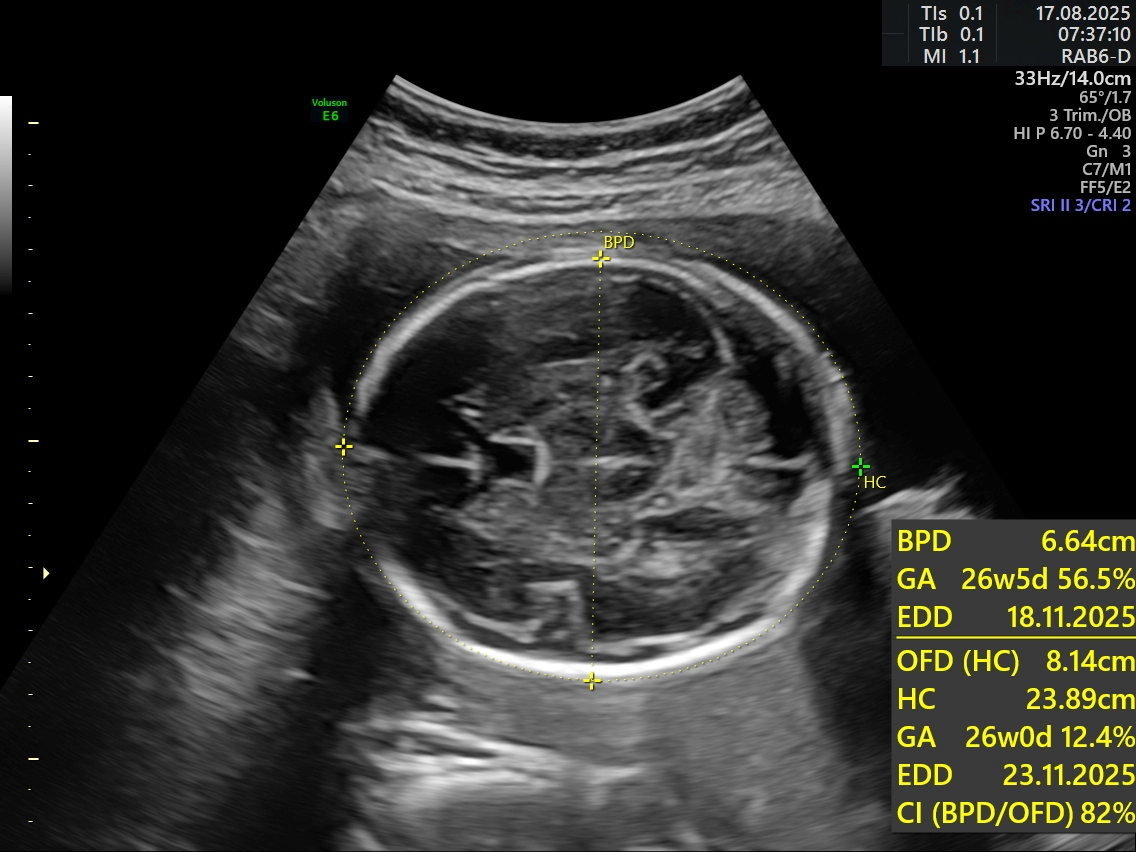 TIs 0.1 17.08.2025
TIb 0.1 07:37:10
MI 1.1 RAB6-D
33Hz/14.0cm
65°/1.7
3 Trim./OB
HI P 6.70 - 4.40
Gn 3
C7/M1
FF5/E2
SRI II 3/CRI 2
Voluson
E6
BPD
HC
BPD 6.64cm
GA 26w5d 56.5%
EDD 18.11.2025
OFD (HC) 8.14cm
HC 23.89cm
GA 26w0d 12.4%
EDD 23.11.2025
CI (BPD/OFD) 82%